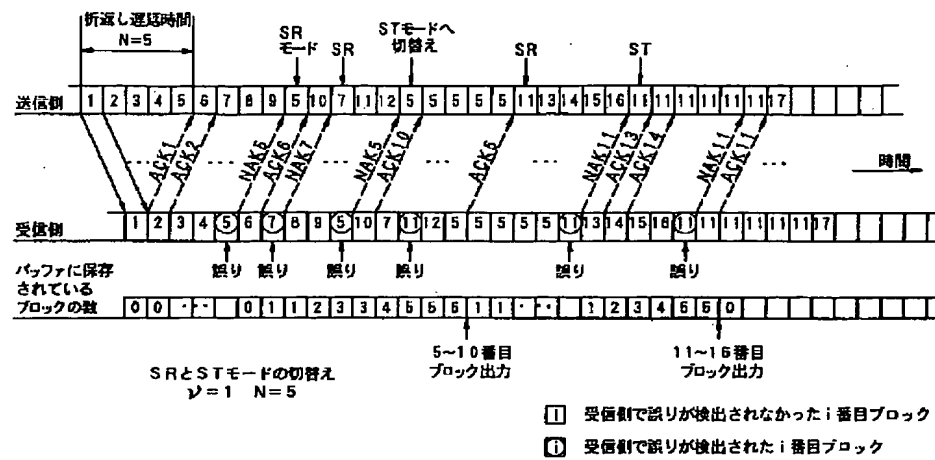 折返し遅延時間
N=5
SR
モード
SR
STモードへ
切替え
SR
ST
送信側
1 2 3 4 5 6 7 8 9 5 10 7 11 12 5 5 5 5 5 11 13 14 15 16 11 11 11 11 11 11 17
ACK1 ACK2 NAK5 ACK6 NAK7 NAK5 ACK10 ACK5 NAK11 ACK13 ACK14 NAK11 ACK11
時間
受信側
1 2 3 4 5 6 7 8 9 5 10 7 11 12 5 5 5 5 5 11 13 14 15 16 11 11 11 11 11 11 17
誤り 誤り 誤り 誤り 誤り 誤り
バッファに保存
されている
ブロックの数
0 0 ‥ 0 1 1 2 3 3 4 5 5 6 1 1 ‥ 1 2 3 4 5 5 0
5~10番目
ブロック出力
11~16番目
ブロック出力
SRとSTモードの切替え
ν=1 N=5
i 受信側で誤りが検出されなかったi番目ブロック
i 受信側で誤りが検出されたi番目ブロック